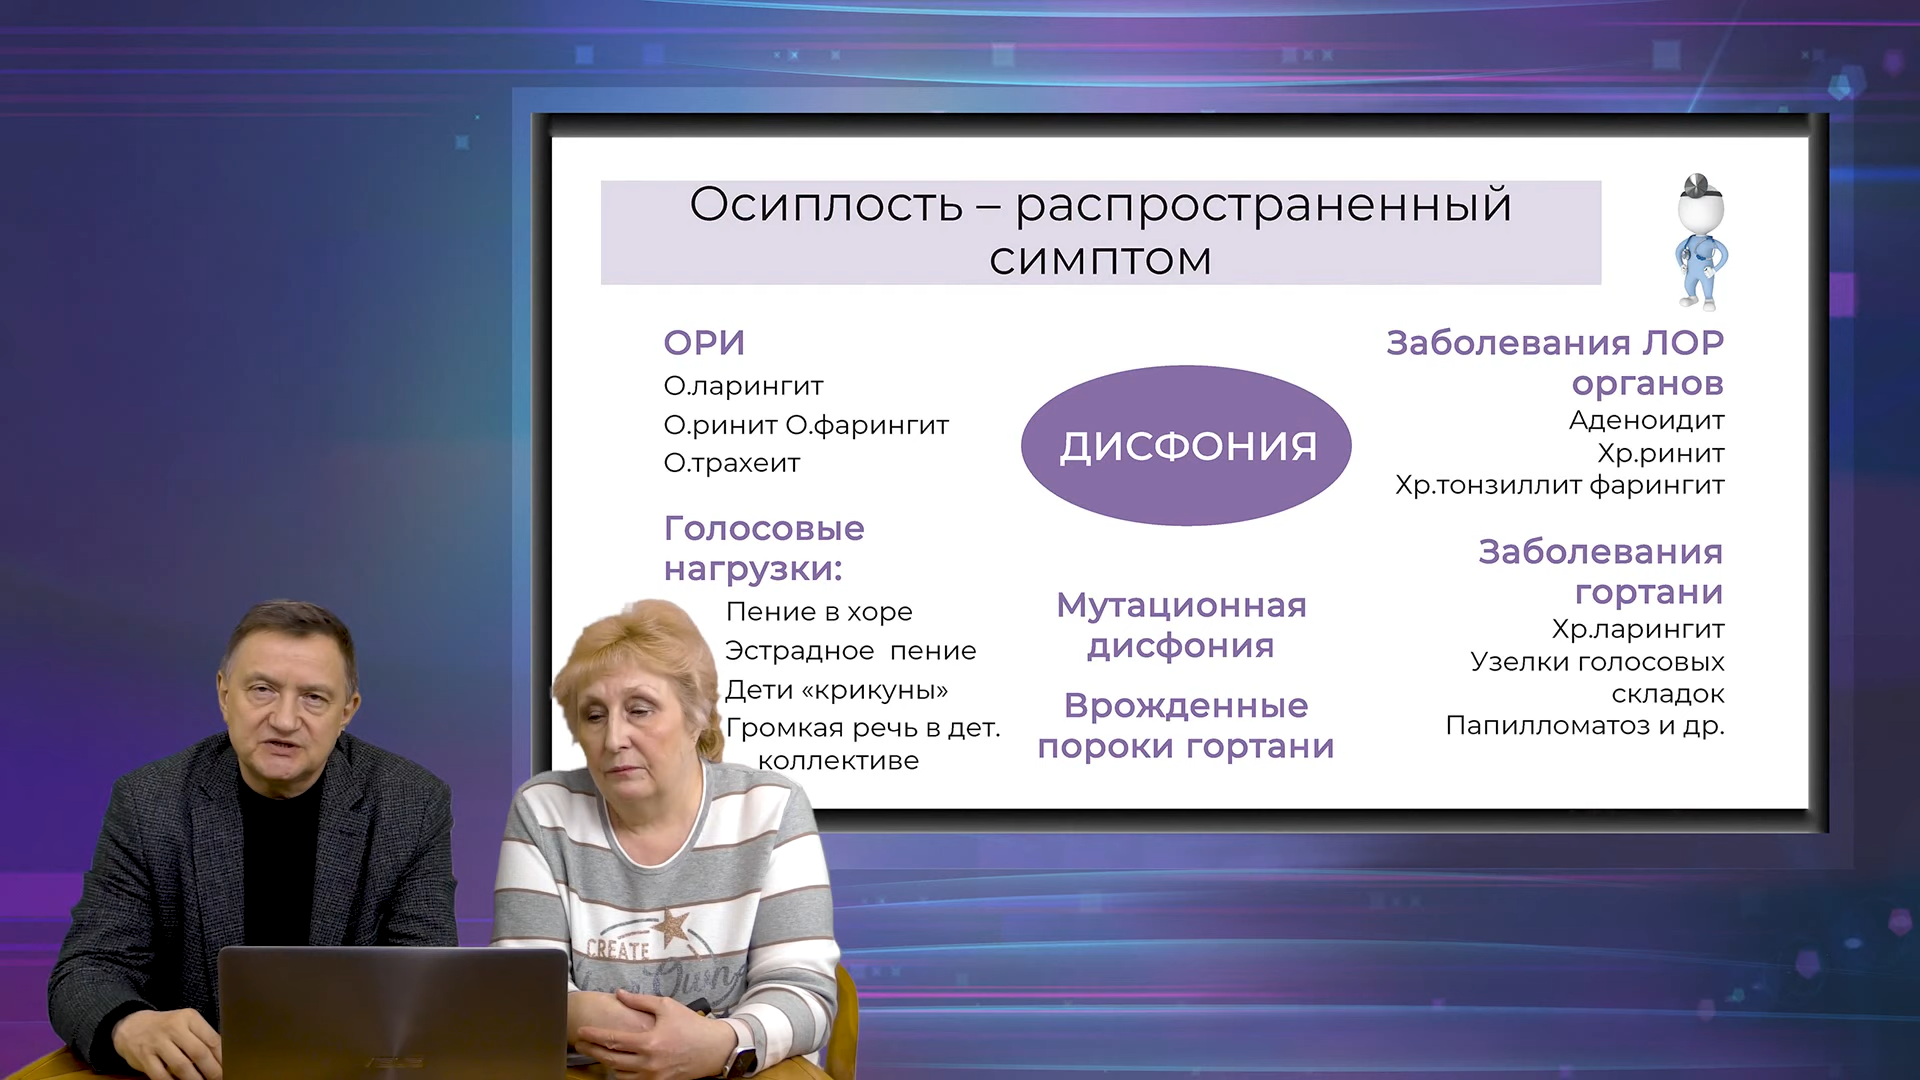 Осиплость – распространенный
симптом
ОРИ
О.ларингит
О.ринит О.фарингит
О.трахеит
Голосовые
нагрузки:
Пение в хоре
Эстрадное пение
Дети «крикуны»
Громкая речь в дет.
коллективе
ДИСФОНИЯ
Мутационная
дисфония
Врожденные
пороки гортани
Заболевания ЛОР
органов
Аденоидит
Хр.ринит
Хр.тонзиллит фарингит
Заболевания
гортани
Хр.ларингит
Узелки голосовых
складок
Папилломатоз и др.
CREATE
Own